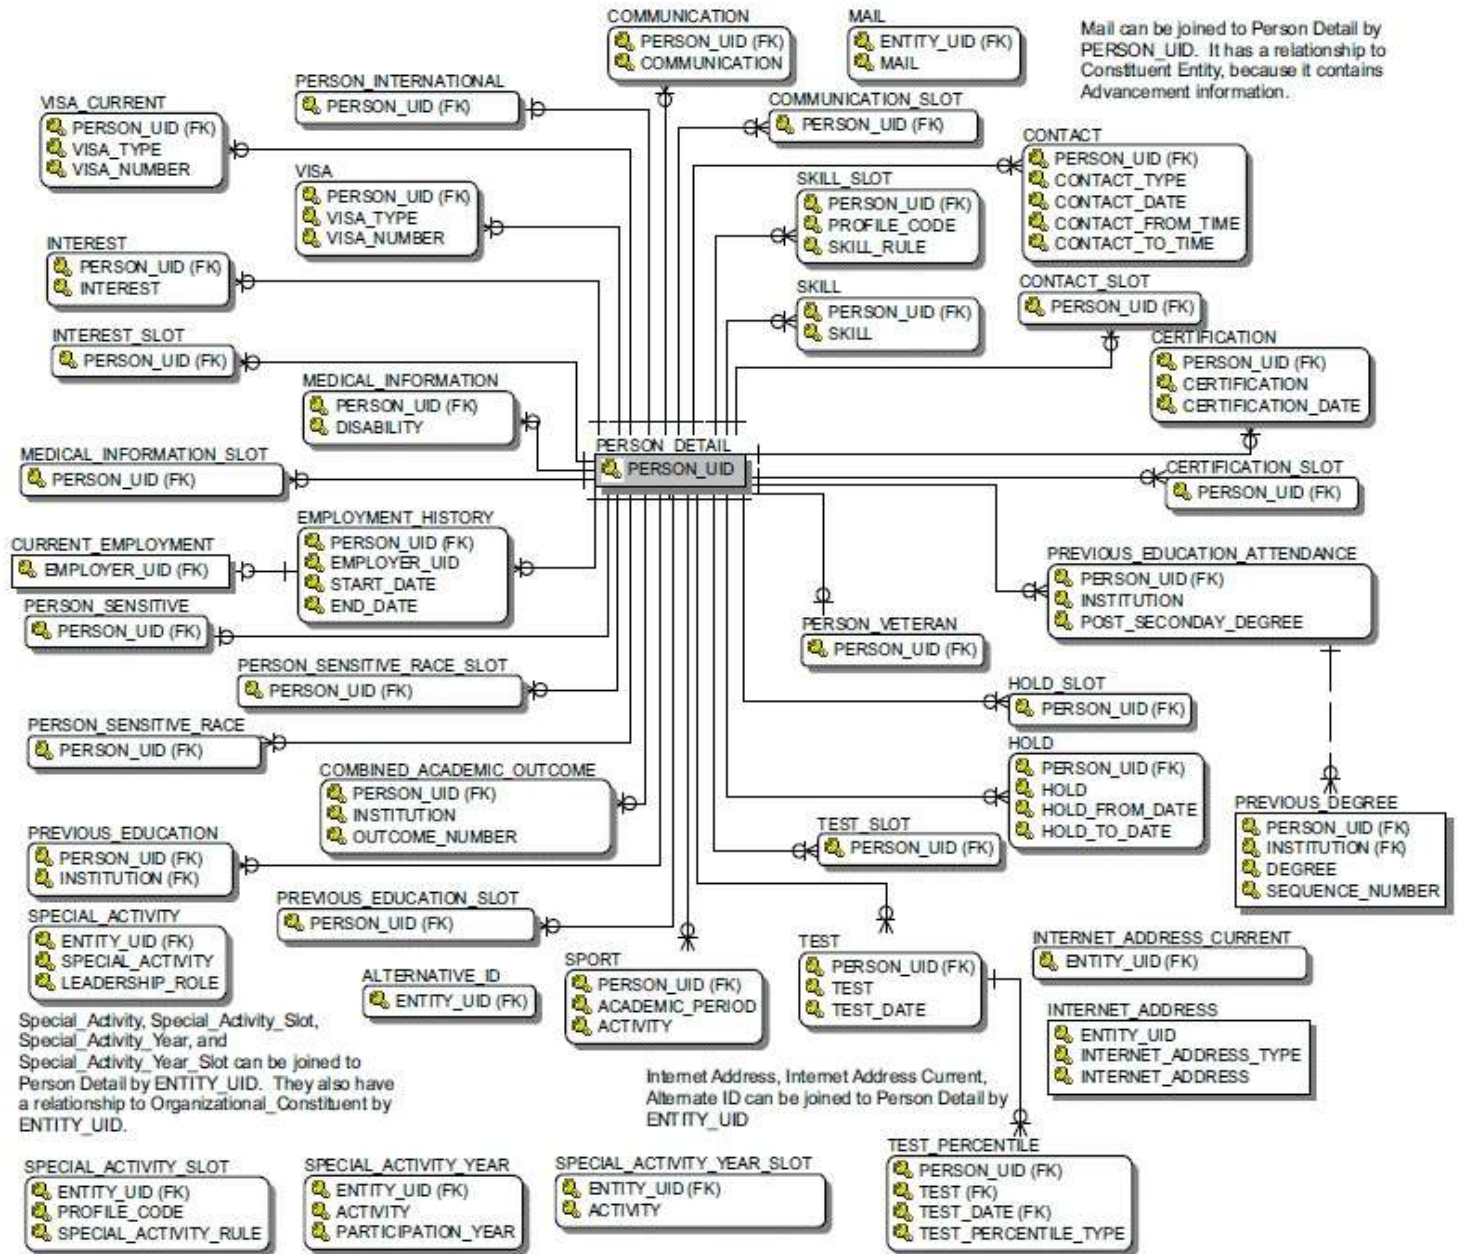 COMMUNICATION
PERSON_UID (FK)
COMMUNICATION
MAIL
ENTITY_UID (FK)
MAIL
Mail can be joined to Person Detail by
PERSON_UID.  It has a relationship to
Constituent Entity, because it contains
Advancement information.
PERSON_INTERNATIONAL
PERSON_UID (FK)
VISA_CURRENT
PERSON_UID (FK)
VISA_TYPE
VISA_NUMBER
COMMUNICATION_SLOT
PERSON_UID (FK)
CONTACT
PERSON_UID (FK)
CONTACT_TYPE
CONTACT_DATE
CONTACT_FROM_TIME
CONTACT_TO_TIME
VISA
PERSON_UID (FK)
VISA_TYPE
VISA_NUMBER
SKILL_SLOT
PERSON_UID (FK)
PROFILE_CODE
SKILL_RULE
INTEREST
PERSON_UID (FK)
INTEREST
SKILL
PERSON_UID (FK)
SKILL
CONTACT_SLOT
PERSON_UID (FK)
INTEREST_SLOT
PERSON_UID (FK)
CERTIFICATION
PERSON_UID (FK)
CERTIFICATION
CERTIFICATION_DATE
MEDICAL_INFORMATION
PERSON_UID (FK)
DISABILITY
PERSON_DETAIL
PERSON_UID
MEDICAL_INFORMATION_SLOT
PERSON_UID (FK)
CERTIFICATION_SLOT
PERSON_UID (FK)
EMPLOYMENT_HISTORY
PERSON_UID (FK)
EMPLOYER_UID
START_DATE
END_DATE
CURRENT_EMPLOYMENT
EMPLOYER_UID (FK)
PREVIOUS_EDUCATION_ATTENDANCE
PERSON_UID (FK)
INSTITUTION
POST_SECONDAY_DEGREE
PERSON_SENSITIVE
PERSON_UID (FK)
PERSON_VETERAN
PERSON_UID (FK)
PERSON_SENSITIVE_RACE_SLOT
PERSON_UID (FK)
HOLD_SLOT
PERSON_UID (FK)
PERSON_SENSITIVE_RACE
PERSON_UID (FK)
HOLD
PERSON_UID (FK)
HOLD
HOLD_FROM_DATE
HOLD_TO_DATE
COMBINED_ACADEMIC_OUTCOME
PERSON_UID (FK)
INSTITUTION
OUTCOME_NUMBER
PREVIOUS_DEGREE
PERSON_UID (FK)
INSTITUTION (FK)
DEGREE
SEQUENCE_NUMBER
PREVIOUS_EDUCATION
PERSON_UID (FK)
INSTITUTION (FK)
TEST_SLOT
PERSON_UID (FK)
PREVIOUS_EDUCATION_SLOT
PERSON_UID (FK)
SPECIAL_ACTIVITY
ENTITY_UID (FK)
SPECIAL_ACTIVITY
LEADERSHIP_ROLE
ALTERNATIVE_ID
ENTITY_UID (FK)
SPORT
PERSON_UID (FK)
ACADEMIC_PERIOD
ACTIVITY
TEST
PERSON_UID (FK)
TEST
TEST_DATE
INTERNET_ADDRESS_CURRENT
ENTITY_UID (FK)
INTERNET_ADDRESS
ENTITY_UID
INTERNET_ADDRESS_TYPE
INTERNET_ADDRESS
Special_Activity, Special_Activity_Slot,
Special_Activity_Year, and
Special_Activity_Year_Slot can be joined to
Person Detail by ENTITY_UID.  They also have
a relationship to Organizational_Constituent by
ENTITY_UID.
Internet Address, Internet Address Current,
Alternate ID can be joined to Person Detail by
ENTITY_UID
SPECIAL_ACTIVITY_SLOT
ENTITY_UID (FK)
PROFILE_CODE
SPECIAL_ACTIVITY_RULE
SPECIAL_ACTIVITY_YEAR
ENTITY_UID (FK)
ACTIVITY
PARTICIPATION_YEAR
SPECIAL_ACTIVITY_YEAR_SLOT
ENTITY_UID (FK)
ACTIVITY
TEST_PERCENTILE
PERSON_UID (FK)
TEST (FK)
TEST_DATE (FK)
TEST_PERCENTILE_TYPE